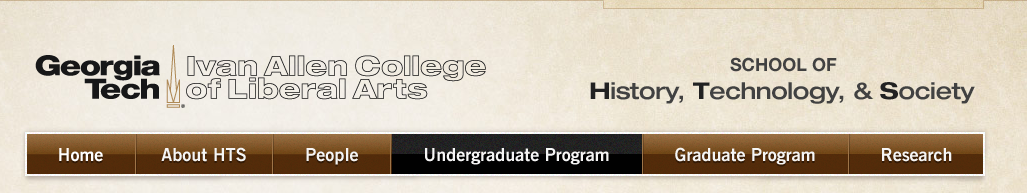 Georgia Tech
Ivan Allen College of Liberal Arts
SCHOOL OF
History, Technology, & Society
Home
About HTS
People
Undergraduate Program
Graduate Program
Research